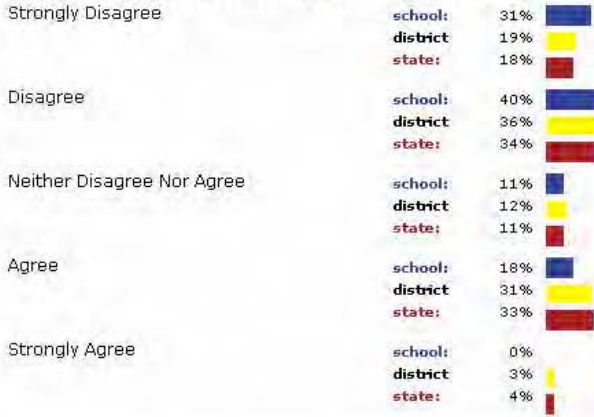 Strongly Disagree school: 31%
district 19%
state: 18%
Disagree school: 40%
district 36%
state: 34%
Neither Disagree Nor Agree school: 11%
district 12%
state: 11%
Agree school: 18%
district 31%
state: 33%
Strongly Agree school: 0%
district 3%
state: 4%